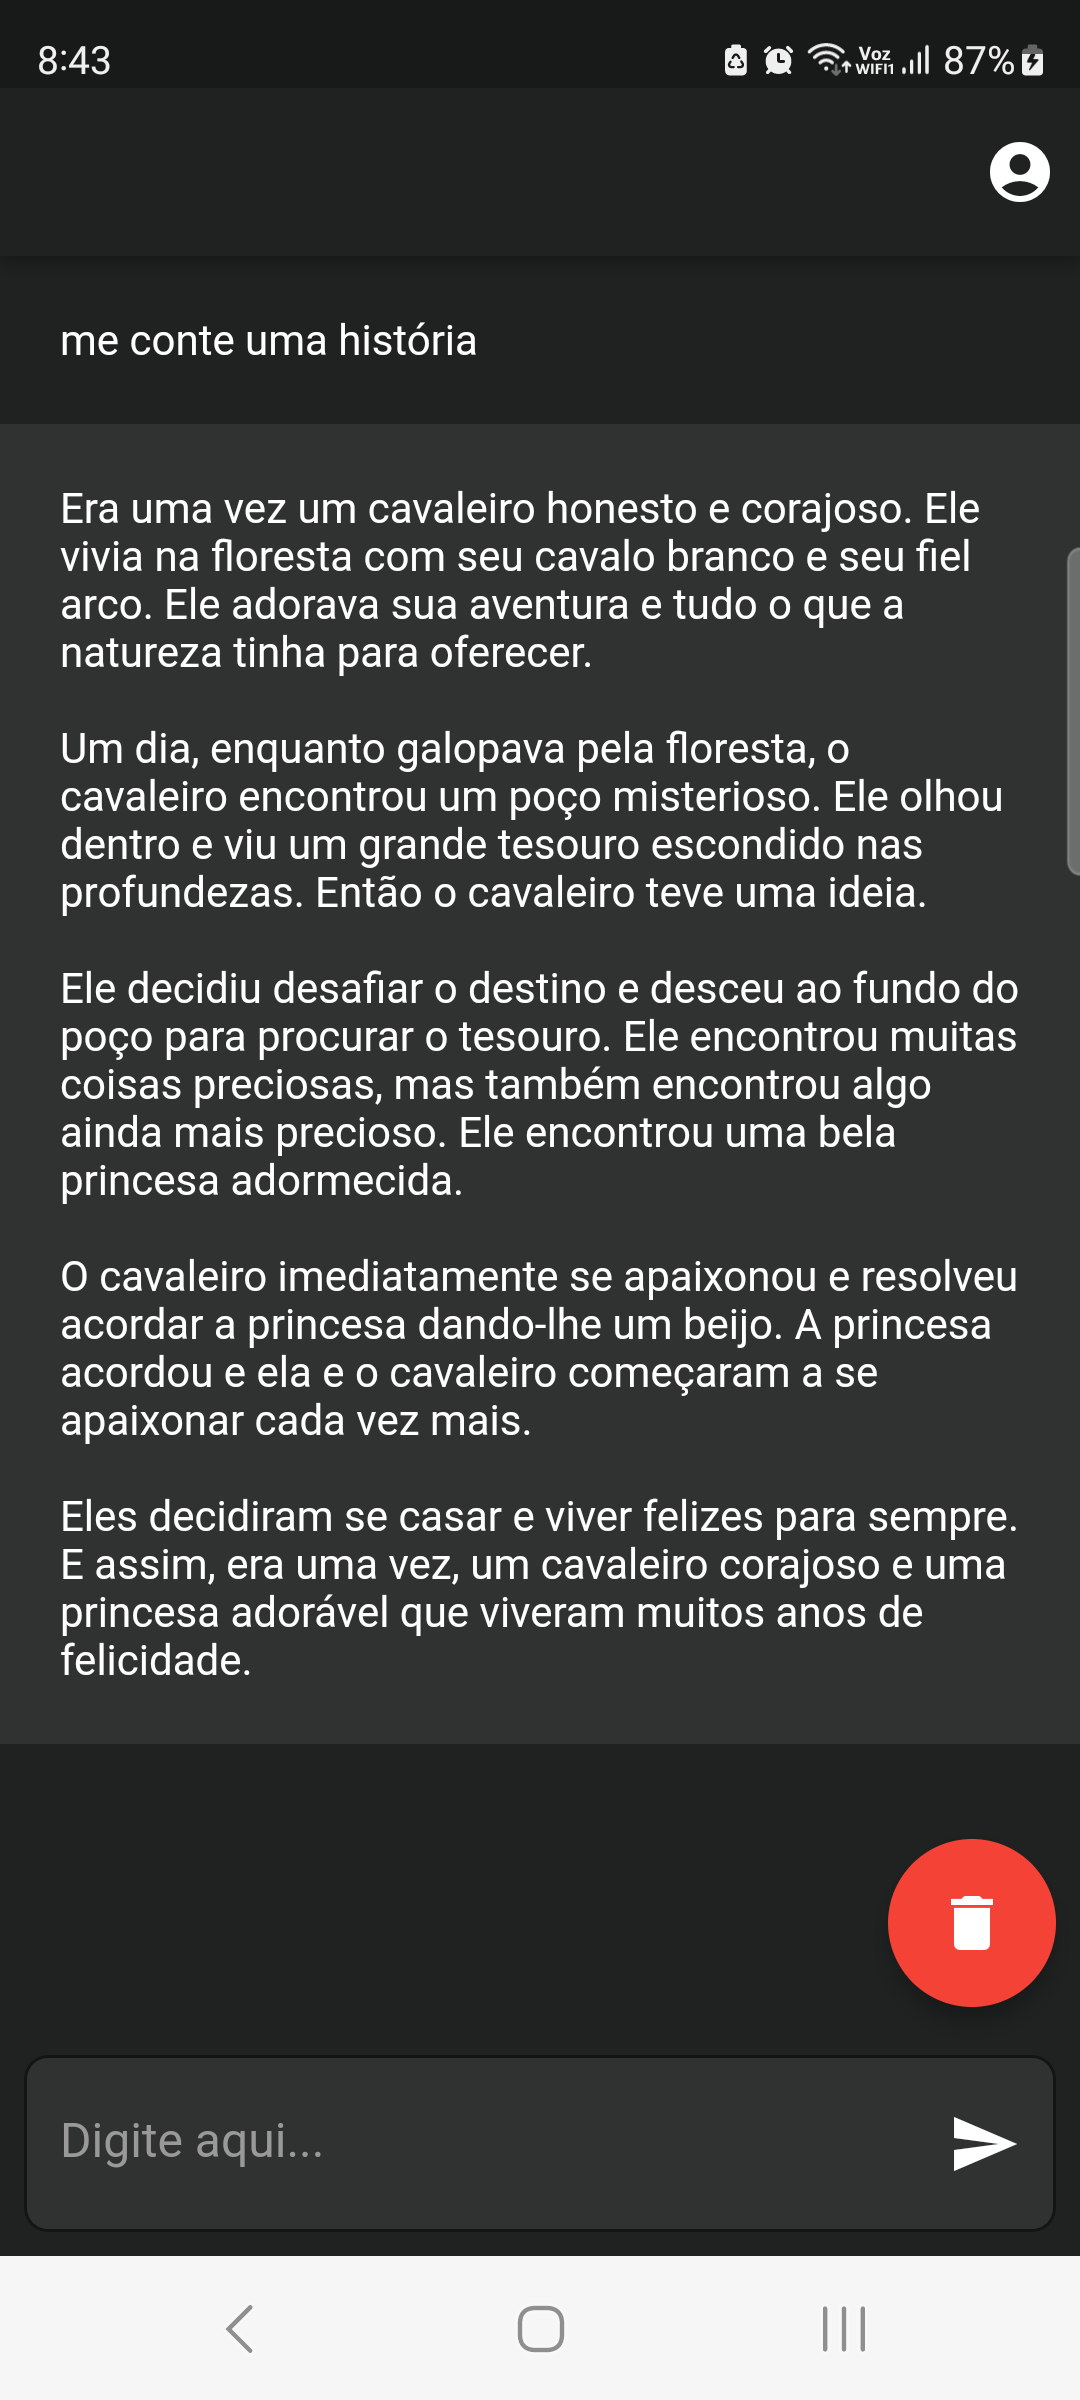 8:43
Voz
WIFI1
87%
me conte uma história
Era uma vez um cavaleiro honesto e corajoso. Ele
vivia na floresta com seu cavalo branco e seu fiel
arco. Ele adorava sua aventura e tudo o que a
natureza tinha para oferecer.
Um dia, enquanto galopava pela floresta, o
cavaleiro encontrou um poço misterioso. Ele olhou
dentro e viu um grande tesouro escondido nas
profundezas. Então o cavaleiro teve uma ideia.
Ele decidiu desafiar o destino e desceu ao fundo do
poço para procurar o tesouro. Ele encontrou muitas
coisas preciosas, mas também encontrou algo
ainda mais precioso. Ele encontrou uma bela
princesa adormecida.
O cavaleiro imediatamente se apaixonou e resolveu
acordar a princesa dando-lhe um beijo. A princesa
acordou e ela e o cavaleiro começaram a se
apaixonar cada vez mais.
Eles decidiram se casar e viver felizes para sempre.
E assim, era uma vez, um cavaleiro corajoso e uma
princesa adorável que viveram muitos anos de
felicidade.
Digite aqui...